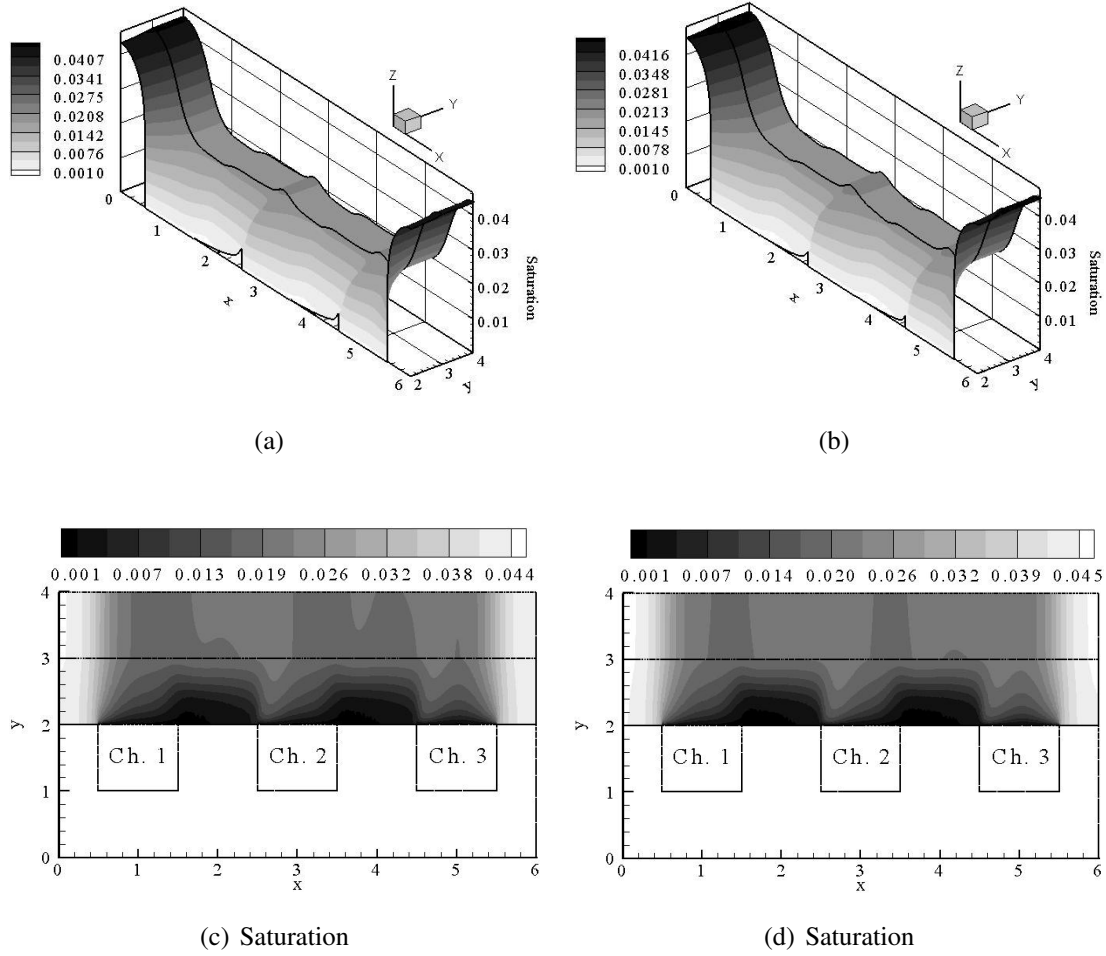 0.0407
0.0341
0.0275
0.0208
0.0142
0.0076
0.0010
Z
Y
X
0
1
2
3
4
5
6
x
2
3
4
y
0.04
0.03
0.02
0.01
Saturation
(a)
0.0416
0.0348
0.0281
0.0213
0.0145
0.0078
0.0010
Z
Y
X
0
1
2
3
4
5
6
x
2
3
4
y
0.04
0.03
0.02
0.01
Saturation
(b)
0.001 0.007 0.013 0.019 0.026 0.032 0.038 0.044
4
3
2
1
0
y
Ch. 1 Ch. 2 Ch. 3
0 1 2 3 4 5 6
x
(c) Saturation
0.001 0.007 0.014 0.020 0.026 0.032 0.039 0.045
4
3
2
1
0
y
Ch. 1 Ch. 2 Ch. 3
0 1 2 3 4 5 6
x
(d) Saturation